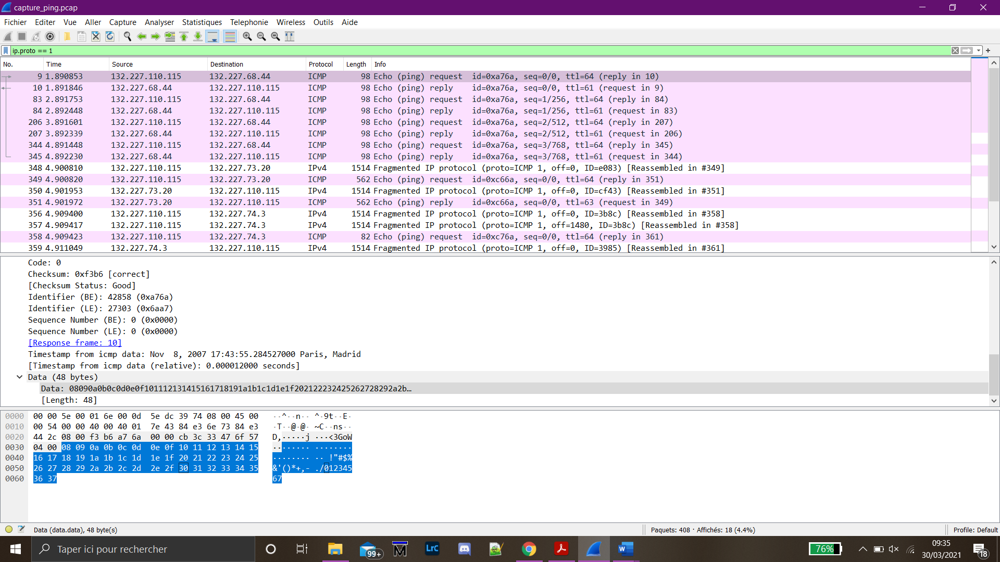 capture_ping.pcap
Fichier Editer Vue Aller Capture Analyser Statistiques Telephonie Wireless Outils Aide
ip.proto == 1
No. Time Source Destination Protocol Length Info
9 1.890853 132.227.110.115 132.227.68.44 ICMP 98 Echo (ping) request id=0xa76a, seq=0/0, ttl=64 (reply in 10)
10 1.891846 132.227.68.44 132.227.110.115 ICMP 98 Echo (ping) reply id=0xa76a, seq=0/0, ttl=61 (request in 9)
83 2.891753 132.227.110.115 132.227.68.44 ICMP 98 Echo (ping) request id=0xa76a, seq=1/256, ttl=64 (reply in 84)
84 2.892448 132.227.68.44 132.227.110.115 ICMP 98 Echo (ping) reply id=0xa76a, seq=1/256, ttl=61 (request in 83)
206 3.891601 132.227.110.115 132.227.68.44 ICMP 98 Echo (ping) request id=0xa76a, seq=2/512, ttl=64 (reply in 207)
207 3.892339 132.227.68.44 132.227.110.115 ICMP 98 Echo (ping) reply id=0xa76a, seq=2/512, ttl=61 (request in 206)
344 4.891448 132.227.110.115 132.227.68.44 ICMP 98 Echo (ping) request id=0xa76a, seq=3/768, ttl=64 (reply in 345)
345 4.892230 132.227.68.44 132.227.110.115 ICMP 98 Echo (ping) reply id=0xa76a, seq=3/768, ttl=61 (request in 344)
348 4.900810 132.227.110.115 132.227.73.20 IPv4 1514 Fragmented IP protocol (proto=ICMP 1, off=0, ID=e083) [Reassembled in #349]
349 4.900820 132.227.110.115 132.227.73.20 ICMP 562 Echo (ping) request id=0xc66a, seq=0/0, ttl=64 (reply in 351)
350 4.901953 132.227.73.20 132.227.110.115 IPv4 1514 Fragmented IP protocol (proto=ICMP 1, off=0, ID=cf43) [Reassembled in #351]
351 4.901972 132.227.73.20 132.227.110.115 ICMP 562 Echo (ping) reply id=0xc66a, seq=0/0, ttl=63 (request in 349)
356 4.909400 132.227.110.115 132.227.74.3 IPv4 1514 Fragmented IP protocol (proto=ICMP 1, off=0, ID=3b8c) [Reassembled in #358]
357 4.909417 132.227.110.115 132.227.74.3 IPv4 1514 Fragmented IP protocol (proto=ICMP 1, off=1480, ID=3b8c) [Reassembled in #358]
358 4.909423 132.227.110.115 132.227.74.3 ICMP 82 Echo (ping) request id=0xc76a, seq=0/0, ttl=64 (reply in 361)
359 4.911049 132.227.74.3 132.227.110.115 IPv4 1514 Fragmented IP protocol (proto=ICMP 1, off=0, ID=3985) [Reassembled in #361]
Code: 0
Checksum: 0xf3b6 [correct]
[Checksum Status: Good]
Identifier (BE): 42858 (0xa76a)
Identifier (LE): 27303 (0x6aa7)
Sequence Number (BE): 0 (0x0000)
Sequence Number (LE): 0 (0x0000)
[Response frame: 10]
Timestamp from icmp data: Nov  8, 2007 17:43:55.284527000 Paris, Madrid
[Timestamp from icmp data (relative): 0.000012000 seconds]
Data (48 bytes)
Data: 08090a0b0c0d0e0f101112131415161718191a1b1c1d1e1f202122232425262728292a2b…
[Length: 48]
0000 00 00 5e 00 01 6e 00 0d 5e dc 39 74 08 00 45 00 ··^··n·· ^·9t··E·
0010 00 54 00 00 40 00 40 01 7e 43 84 e3 6e 73 84 e3 ·T··@·@· ~C··ns··
0020 44 2c 08 00 f3 b6 a7 6a 00 00 cb 3c 33 47 6f 57 D,·····j ···<3GoW
0030 04 00 08 09 0a 0b 0c 0d 0e 0f 10 11 12 13 14 15 ········ ········
0040 16 17 18 19 1a 1b 1c 1d 1e 1f 20 21 22 23 24 25 ········ ·· !"#$%
0050 26 27 28 29 2a 2b 2c 2d 2e 2f 30 31 32 33 34 35 &'()*+,- ./012345
0060 36 37 67
Data (data.data), 48 byte(s) Paquets: 408 · Affichés: 18 (4.4%) Profile: Default
Taper ici pour rechercher 99+ LrC W 76% 09:35
30/03/2021 18